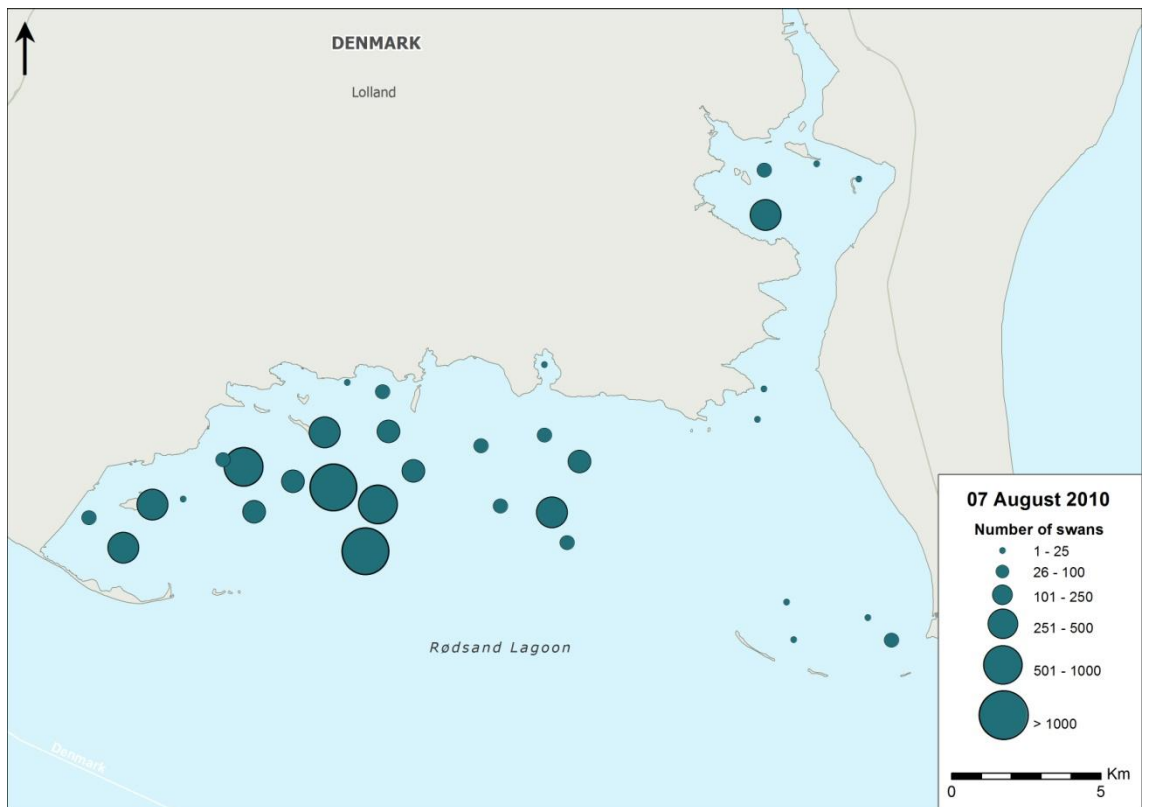 DENMARK
Lolland
Rødsand Lagoon
Denmark
07 August 2010
Number of swans
1 - 25
26 - 100
101 - 250
251 - 500
501 - 1000
> 1000
Km
0 5